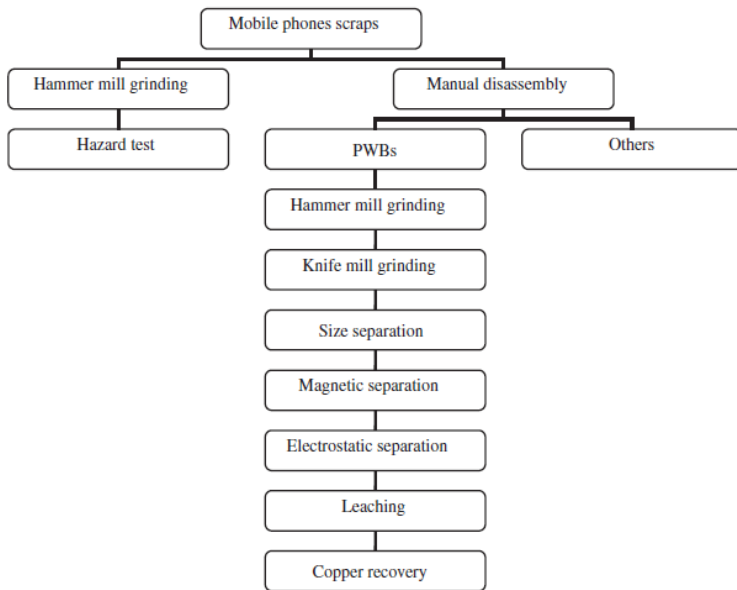 Mobile phones scraps
Hammer mill grinding
Manual disassembly
Hazard test
PWBs
Others
Hammer mill grinding
Knife mill grinding
Size separation
Magnetic separation
Electrostatic separation
Leaching
Copper recovery